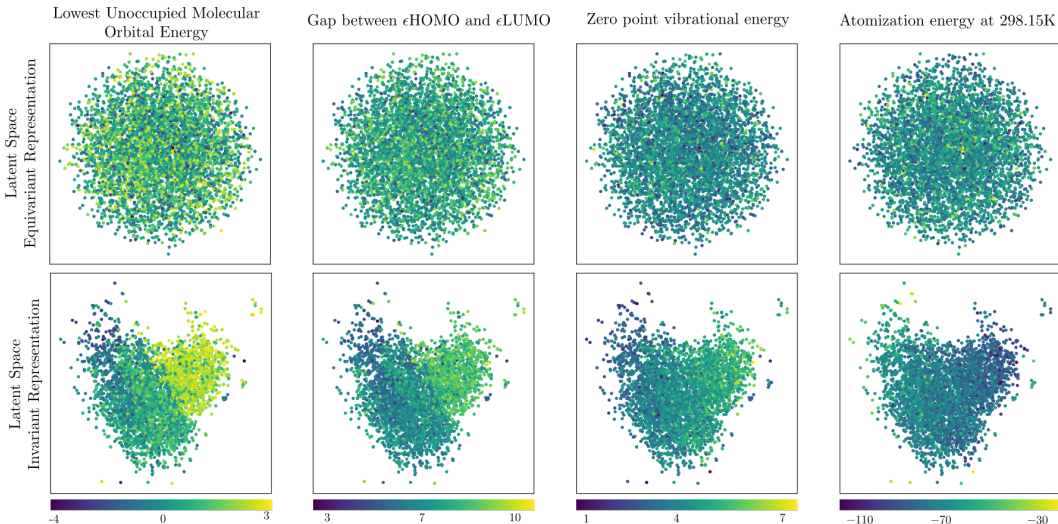 Lowest Unoccupied Molecular
Orbital Energy
Gap between ϵHOMO and ϵLUMO
Zero point vibrational energy
Atomization energy at 298.15K
Latent Space
Equivariant Representation
Latent Space
Invariant Representation
-4 0 3
3 7 10
1 4 7
−110 −70 −30